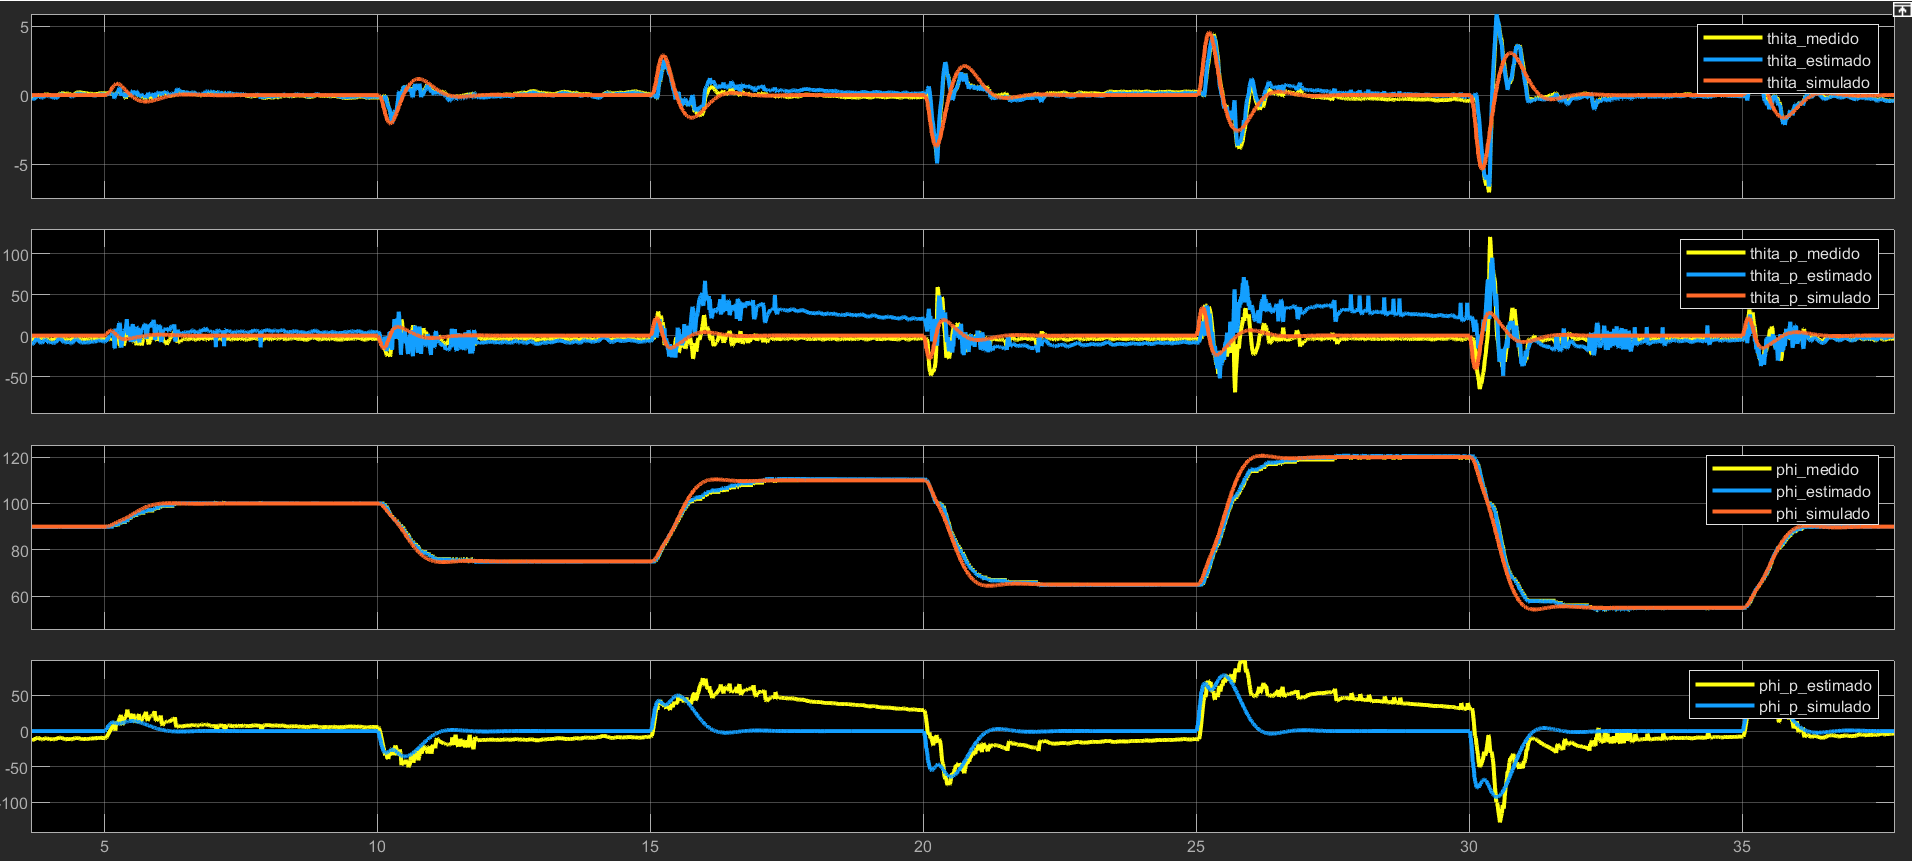 5
0
-5
thita_medido
thita_estimado
thita_simulado
100
50
0
-50
thita_p_medido
thita_p_estimado
thita_p_simulado
120
100
80
60
phi_medido
phi_estimado
phi_simulado
50
0
-50
-100
phi_p_estimado
phi_p_simulado
5 10 15 20 25 30 35